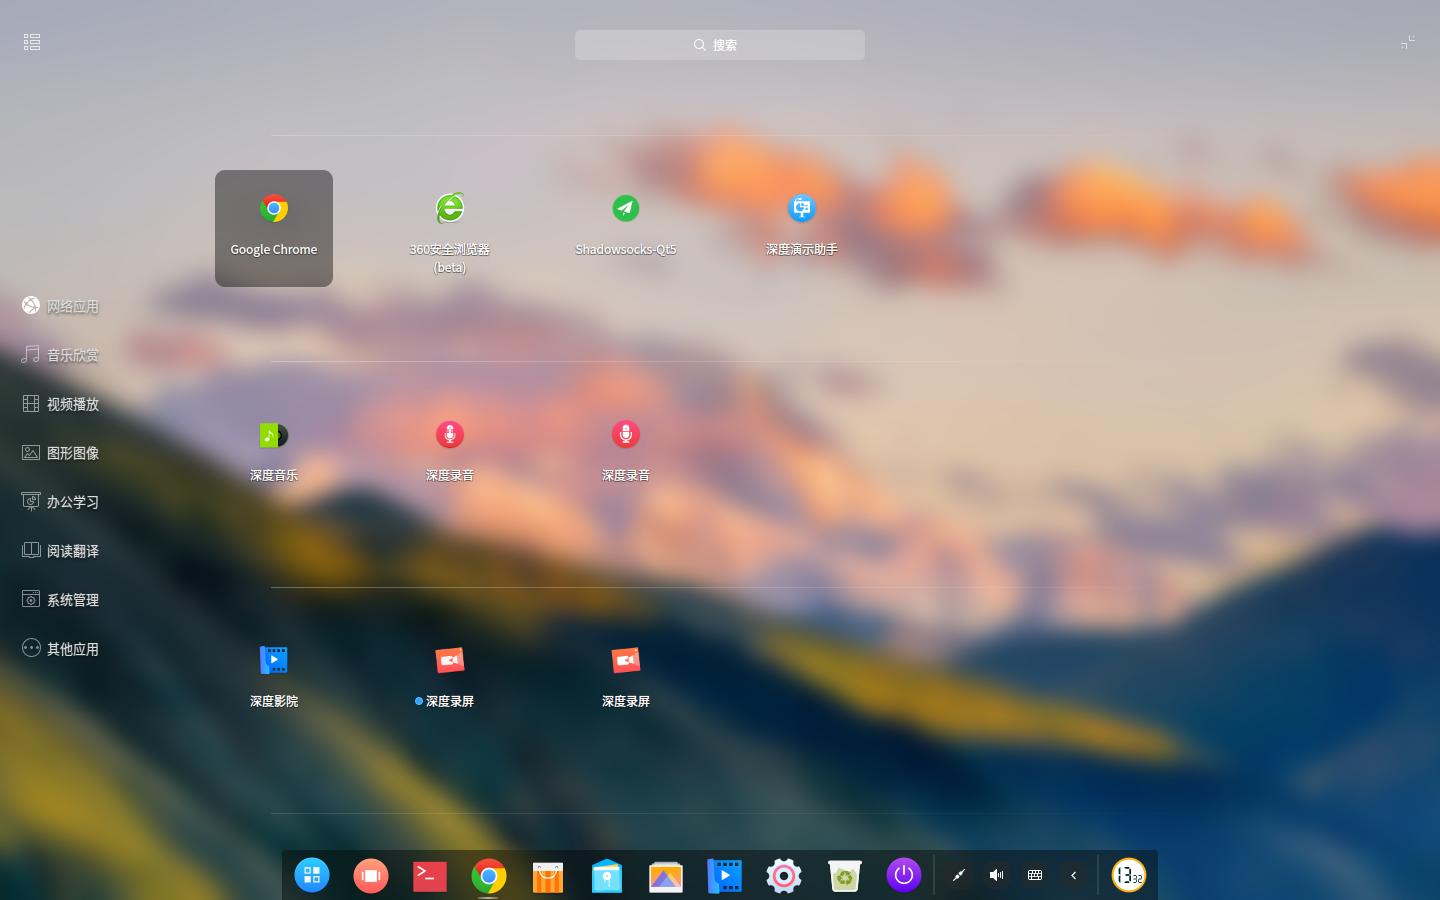 搜索
Google Chrome
360安全浏览器
(beta)
Shadowsocks-Qt5
深度演示助手
网络应用
音乐欣赏
视频播放
图形图像
办公学习
阅读翻译
系统管理
其他应用
深度音乐
深度录音
深度录音
深度影院
深度录屏
深度录屏
13 32